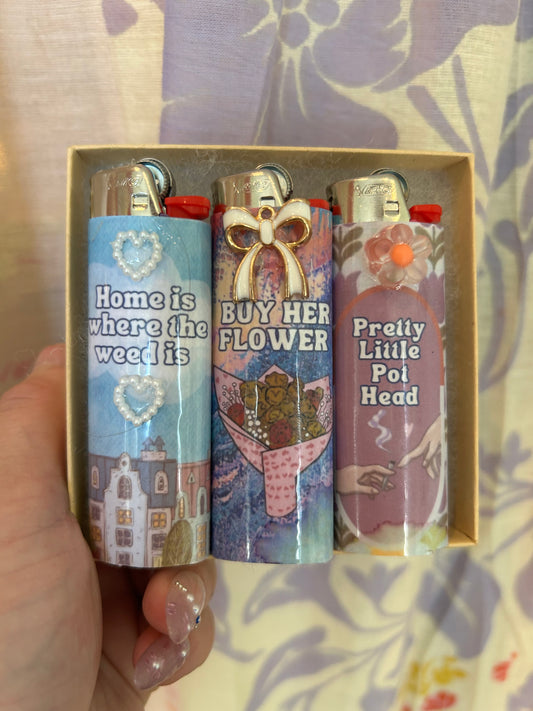 Home is
where the
weed is
BUY HER
FLOWER
Pretty
Little
Pot
Head